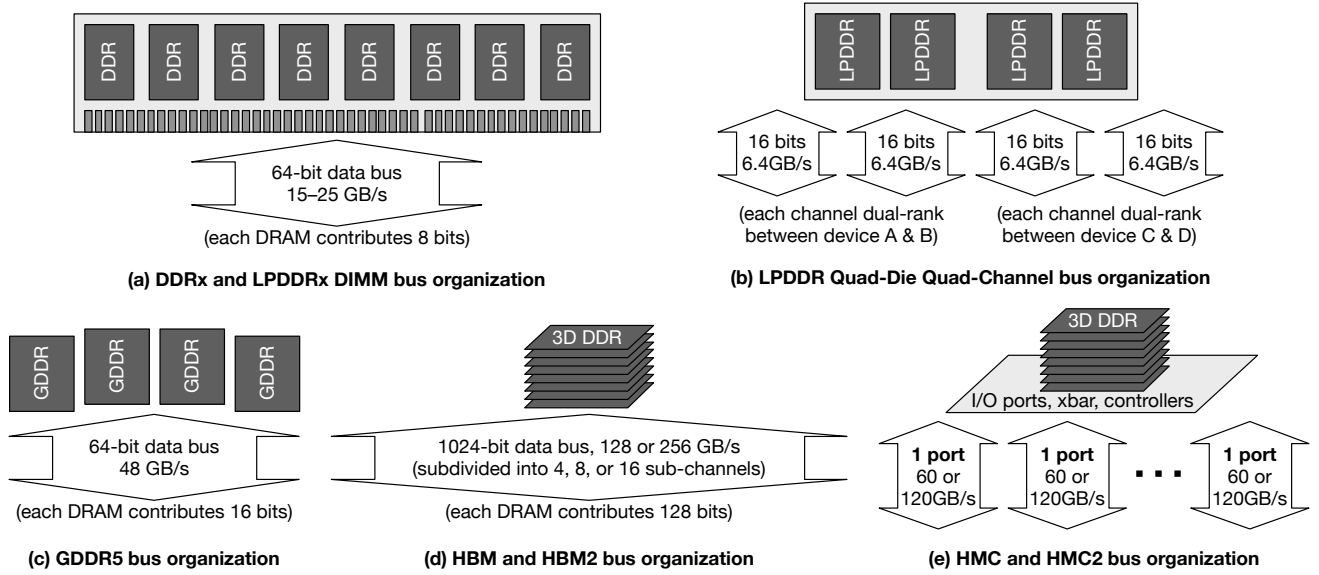 DDR
DDR
DDR
DDR
DDR
DDR
DDR
DDR
64-bit data bus
15–25 GB/s
(each DRAM contributes 8 bits)
(a) DDRx and LPDDRx DIMM bus organization
LPDDR
LPDDR
LPDDR
LPDDR
16 bits
6.4GB/s
16 bits
6.4GB/s
16 bits
6.4GB/s
16 bits
6.4GB/s
(each channel dual-rank
between device A & B)
(each channel dual-rank
between device C & D)
(b) LPDDR Quad-Die Quad-Channel bus organization
GDDR
GDDR
GDDR
GDDR
64-bit data bus
48 GB/s
(each DRAM contributes 16 bits)
(c) GDDR5 bus organization
3D DDR
1024-bit data bus, 128 or 256 GB/s
(subdivided into 4, 8, or 16 sub-channels)
(each DRAM contributes 128 bits)
(d) HBM and HBM2 bus organization
3D DDR
I/O ports, xbar, controllers
1 port
60 or
120GB/s
1 port
60 or
120GB/s
...
1 port
60 or
120GB/s
(e) HMC and HMC2 bus organization